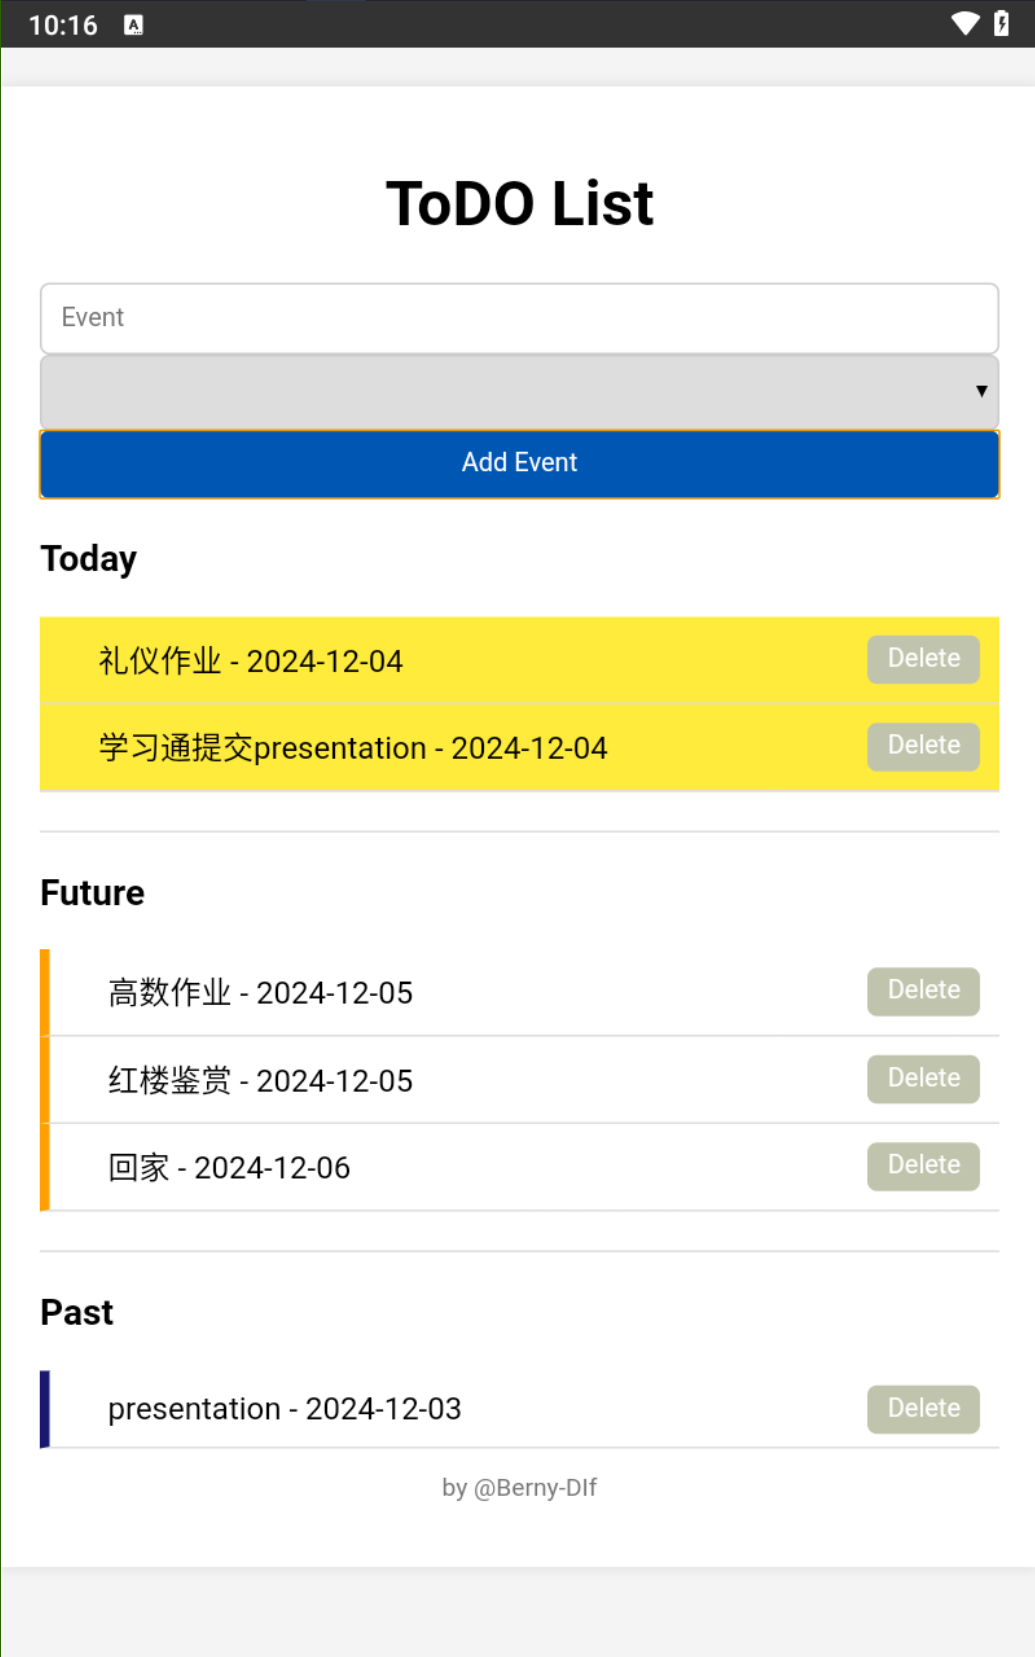 10:16
ToDO List
Event
Add Event
Today
礼仪作业 - 2024-12-04 Delete
学习通提交presentation - 2024-12-04 Delete
Future
高数作业 - 2024-12-05 Delete
红楼鉴赏 - 2024-12-05 Delete
回家 - 2024-12-06 Delete
Past
presentation - 2024-12-03 Delete
by @Berny-Dlf